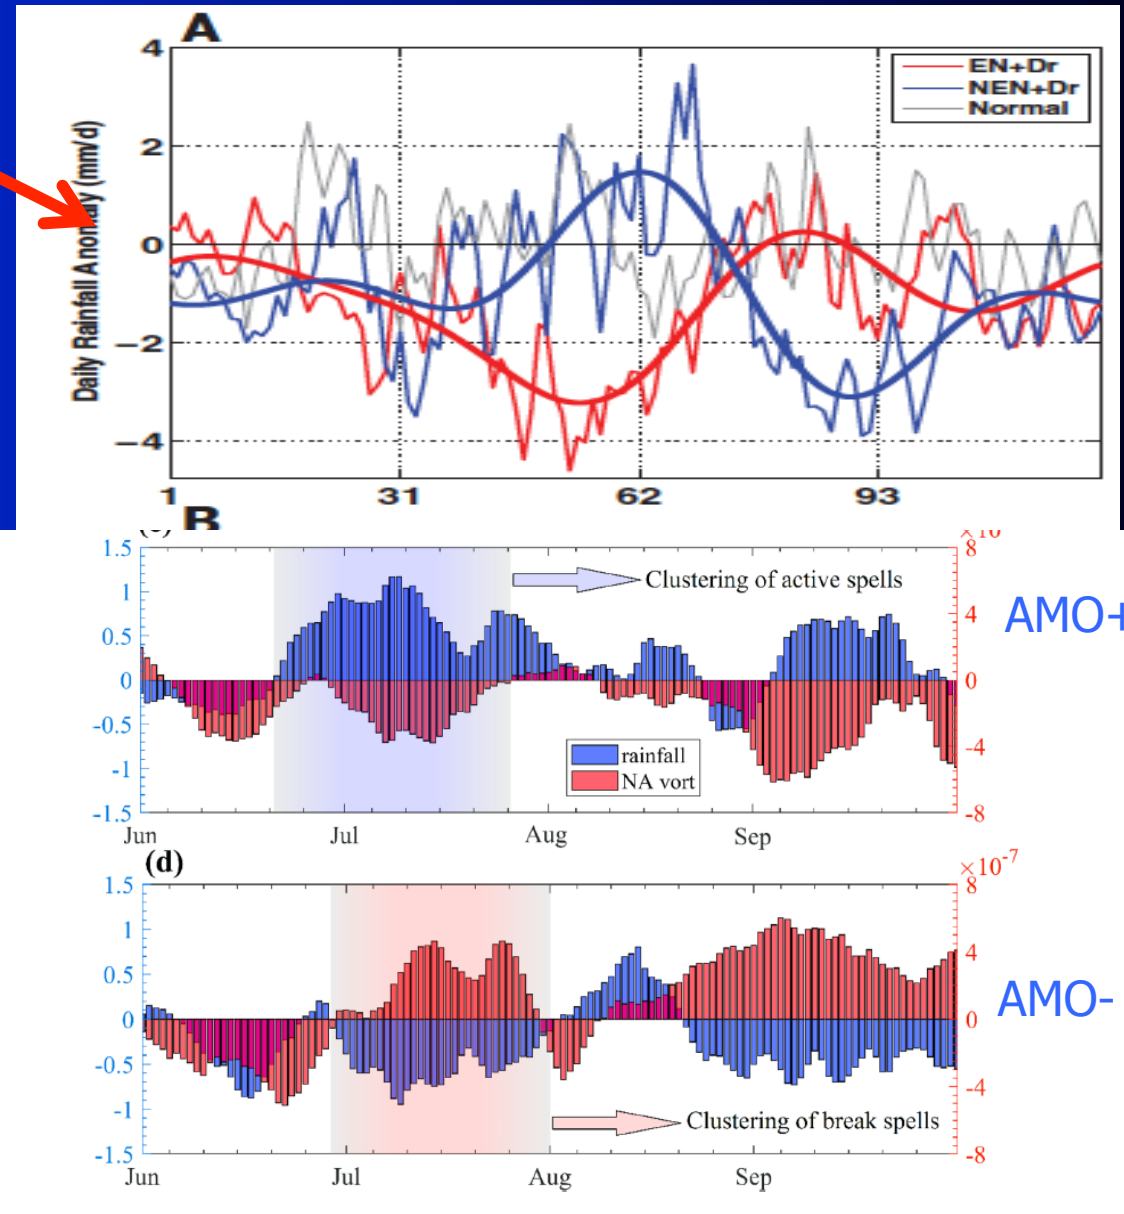 A
4
2
0
−2
−4
Daily Rainfall Anomaly (mm/d)
EN+Dr
NEN+Dr
Normal
1 31 62 93
B
1.5
1
0.5
0
-0.5
-1
-1.5
8
4
0
-4
-8
Clustering of active spells
AMO+
rainfall
NA vort
Jun Jul Aug Sep
(d)
×10⁻⁷
1.5
1
0.5
0
-0.5
-1
-1.5
8
4
0
-4
-8
AMO-
Clustering of break spells
Jun Jul Aug Sep